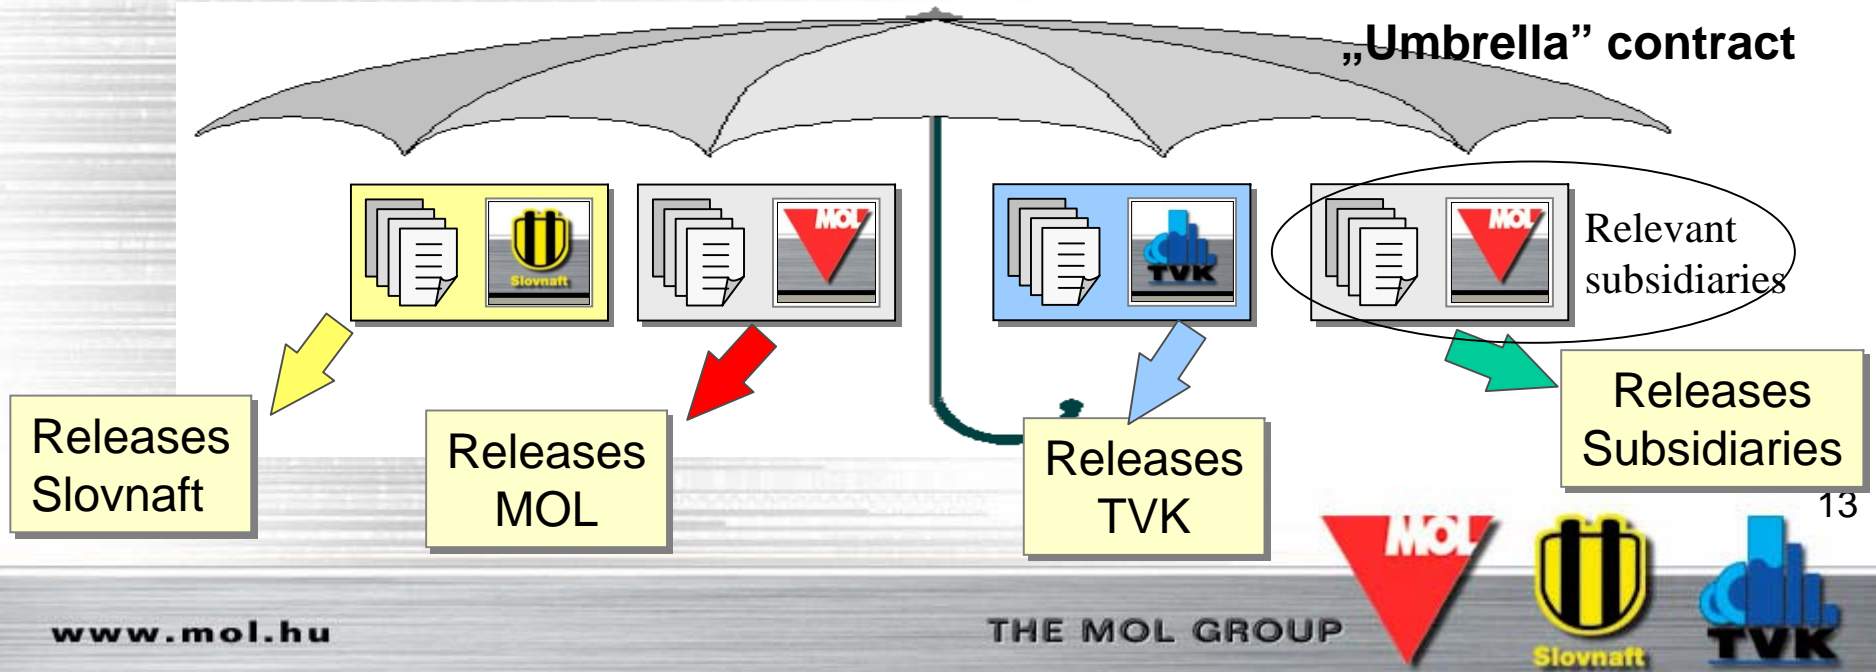 „Umbrella” contract
Slovnaft
MOL
TVK
MOL
Relevant
subsidiaries
Releases
Slovnaft
Releases
MOL
Releases
TVK
Releases
Subsidiaries
13
www.mol.hu
THE MOL GROUP
MOL
Slovnaft
TVK